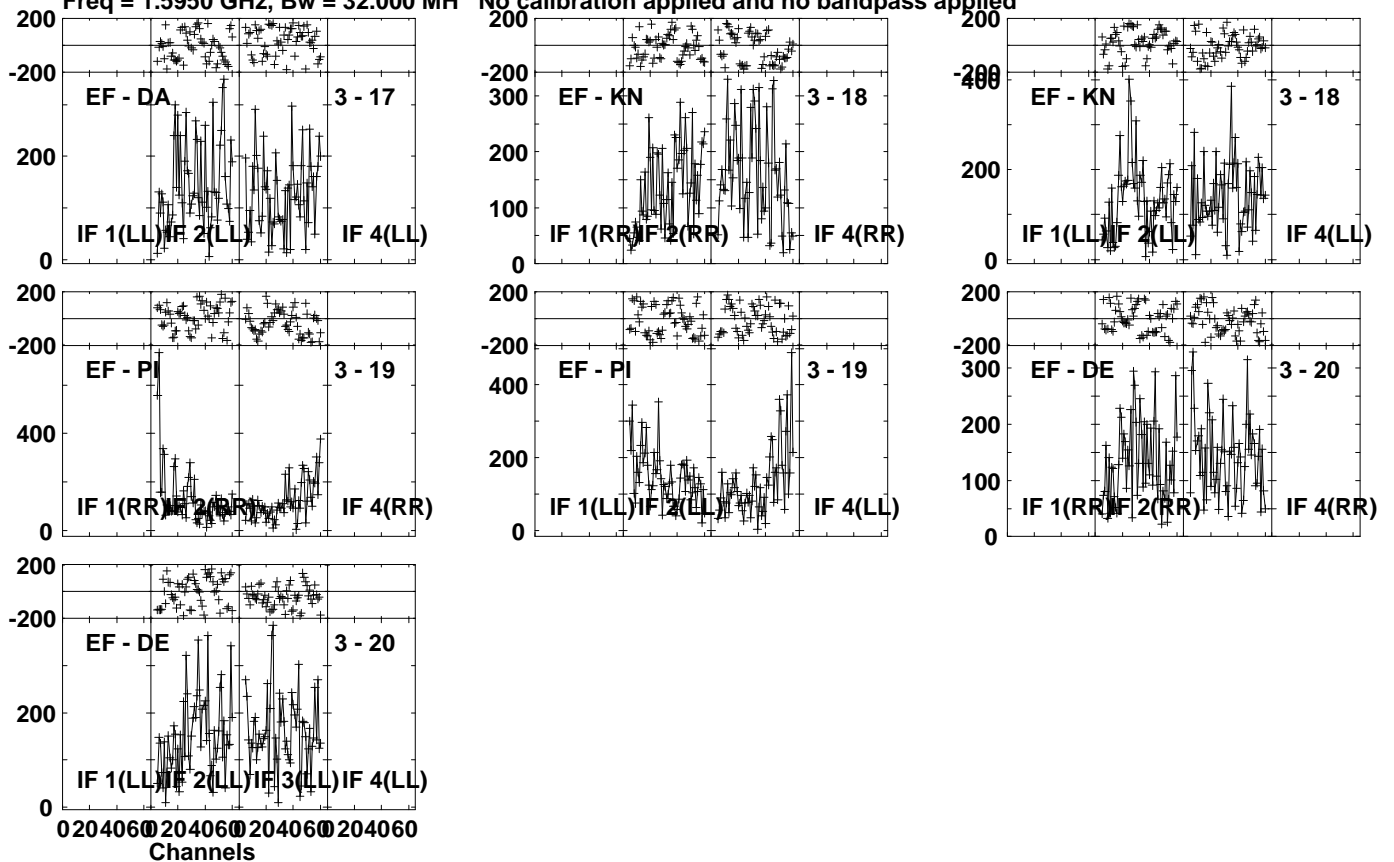 Freq = 1.5950 GHz, Bw = 32.000 MH No calibration applied and no bandpass applied
200
-200
EF - DA 3 - 17
200
0
IF 1(LL) IF 2(LL) IF 4(LL)
200
-200
EF - KN 3 - 18
300
200
100
0
IF 1(RR) IF 2(RR) IF 4(RR)
200
-200
400
EF - KN 3 - 18
200
0
IF 1(LL) IF 2(LL) IF 4(LL)
200
-200
EF - PI 3 - 19
400
200
0
IF 1(RR) IF 2(RR) IF 4(RR)
200
-200
EF - PI 3 - 19
400
200
0
IF 1(LL) IF 2(LL) IF 4(LL)
200
-200
EF - DE 3 - 20
300
200
100
0
IF 1(RR) IF 2(RR) IF 4(RR)
200
-200
EF - DE 3 - 20
200
0
IF 1(LL) IF 2(LL) IF 3(LL) IF 4(LL)
0 20 40 60 0 20 40 60 0 20 40 60 0 20 40 60
Channels